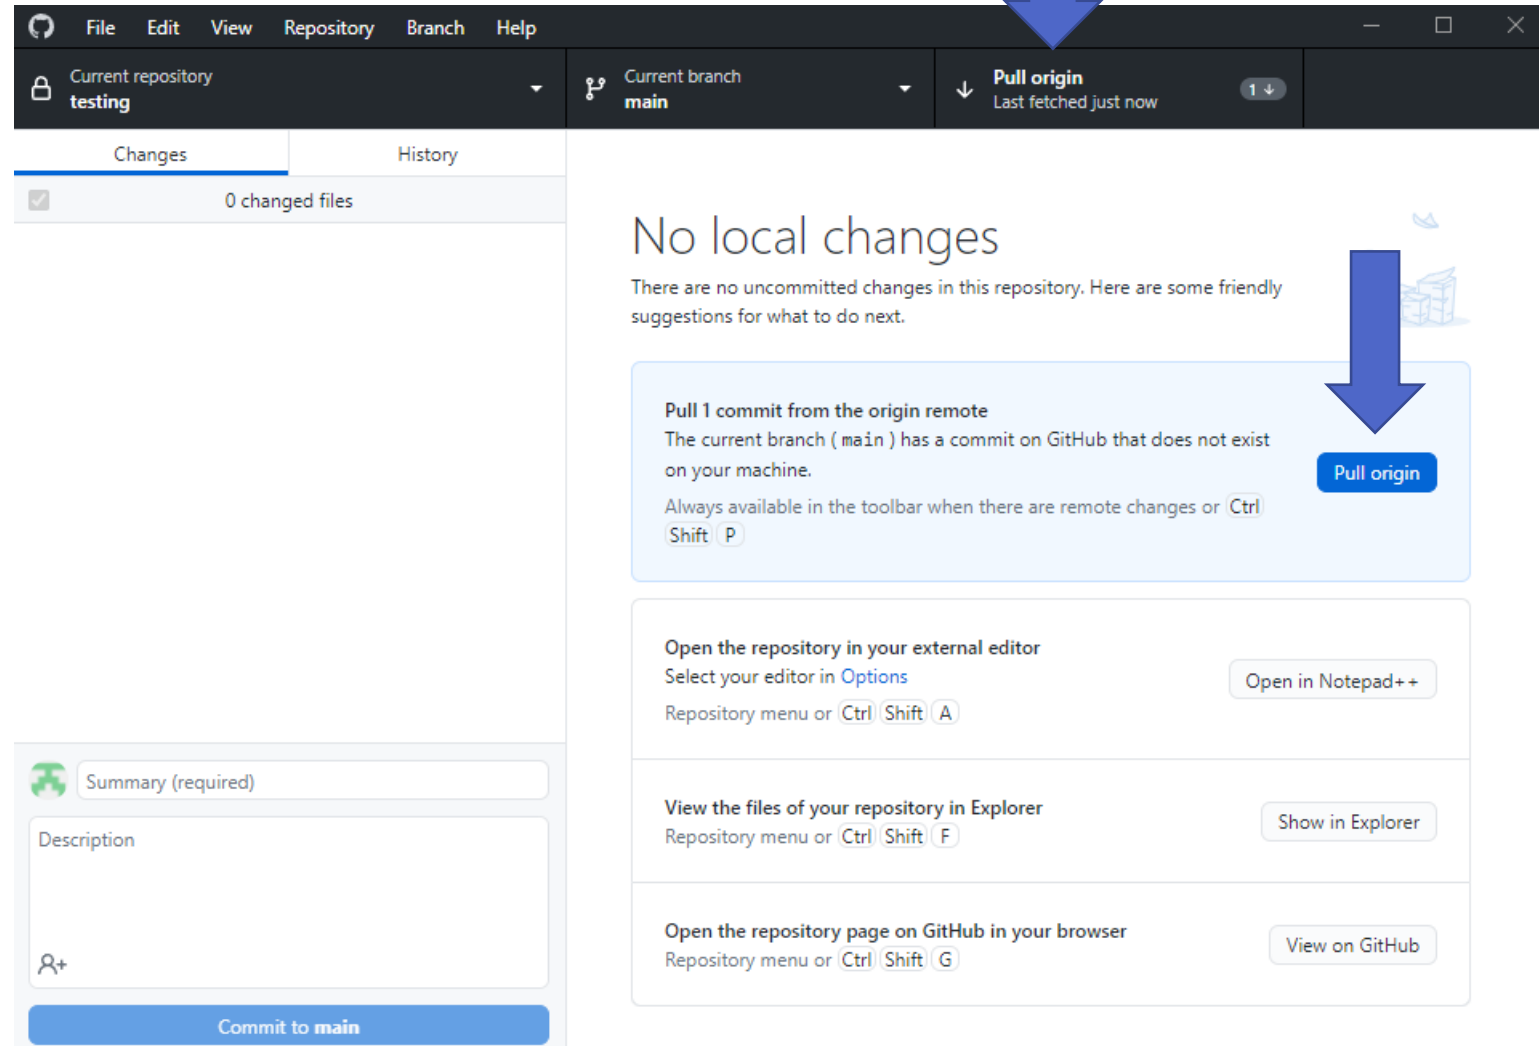 File Edit View Repository Branch Help
Current repository
testing
Current branch
main
Pull origin
Last fetched just now
1
Changes
History
0 changed files
No local changes
There are no uncommitted changes in this repository. Here are some friendly
suggestions for what to do next.
Pull 1 commit from the origin remote
The current branch ( main ) has a commit on GitHub that does not exist
on your machine.
Always available in the toolbar when there are remote changes or Ctrl
Shift P
Pull origin
Open the repository in your external editor
Select your editor in Options
Repository menu or Ctrl Shift A
Open in Notepad++
View the files of your repository in Explorer
Repository menu or Ctrl Shift F
Show in Explorer
Open the repository page on GitHub in your browser
Repository menu or Ctrl Shift G
View on GitHub
Summary (required)
Description
Commit to main